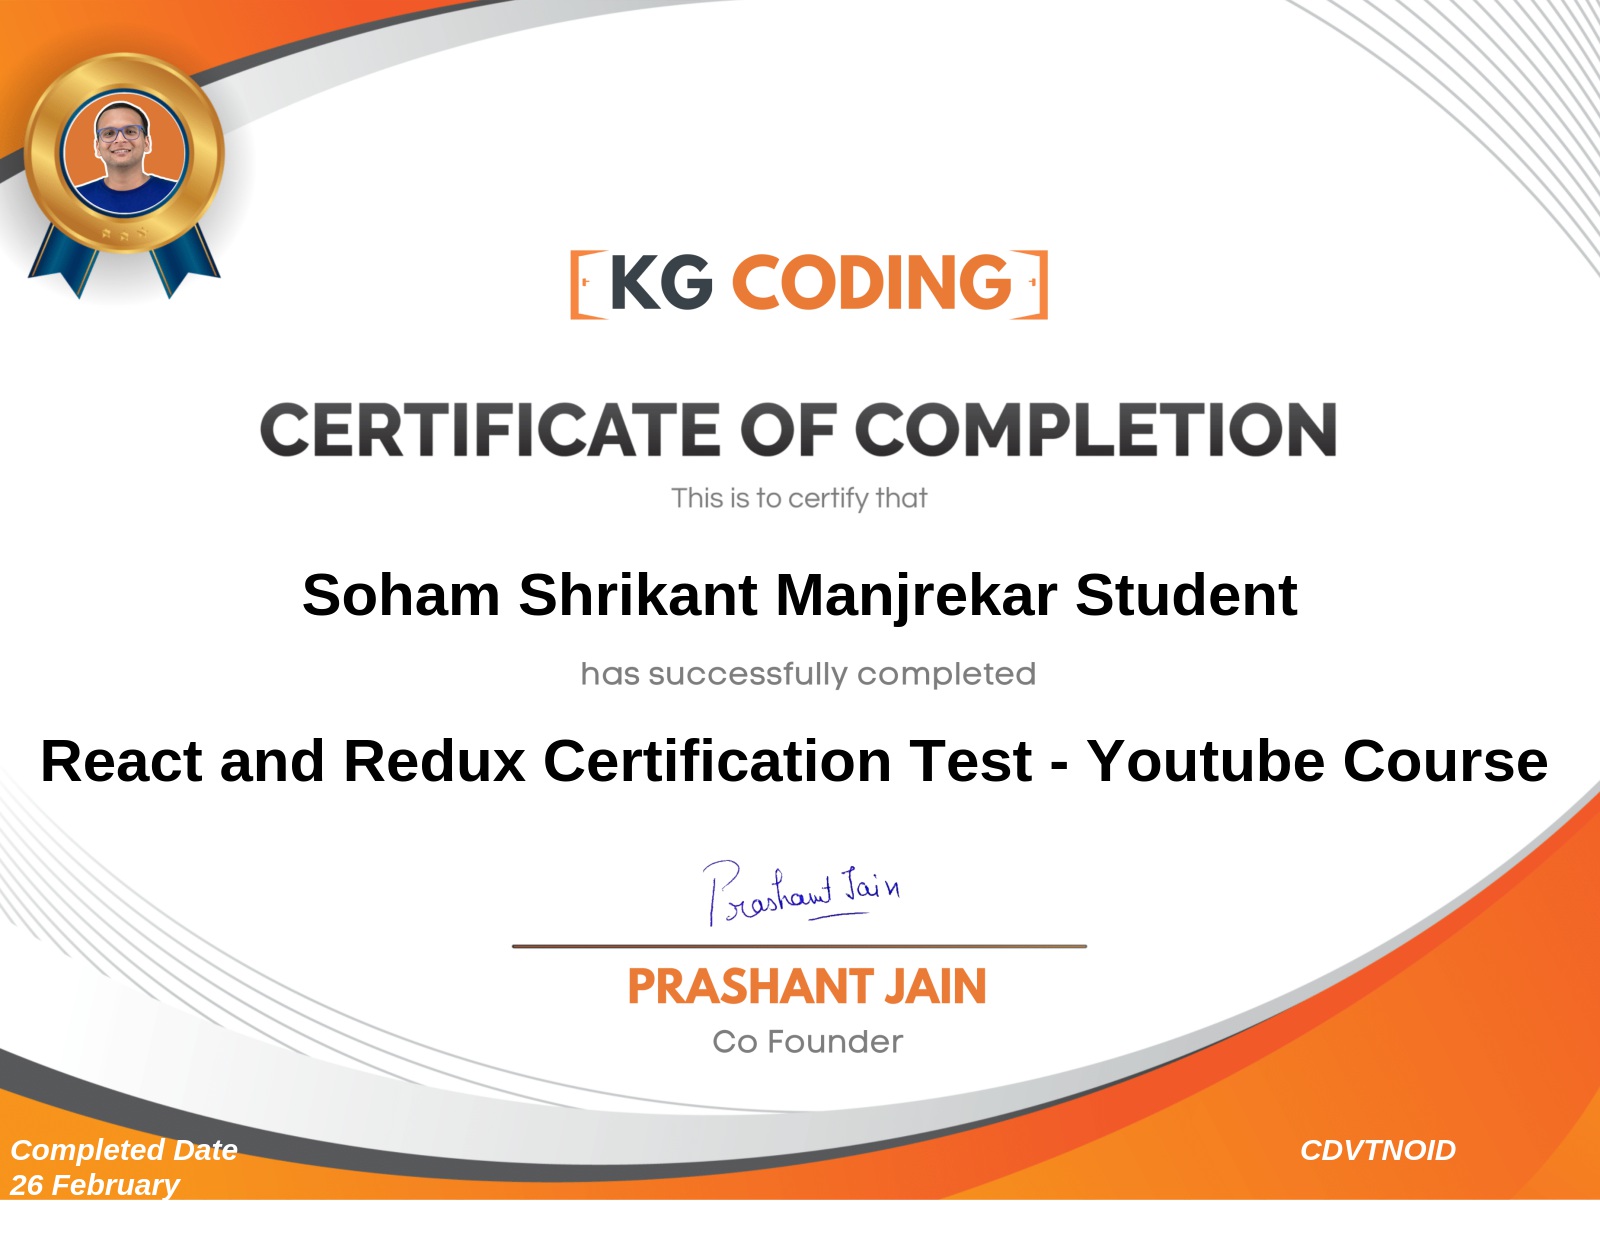 KG CODING
CERTIFICATE OF COMPLETION
This is to certify that
Soham Shrikant Manjrekar Student
has successfully completed
React and Redux Certification Test - Youtube Course
Prashant Jain
PRASHANT JAIN
Co Founder
Completed Date
26 February
CDVTNOID